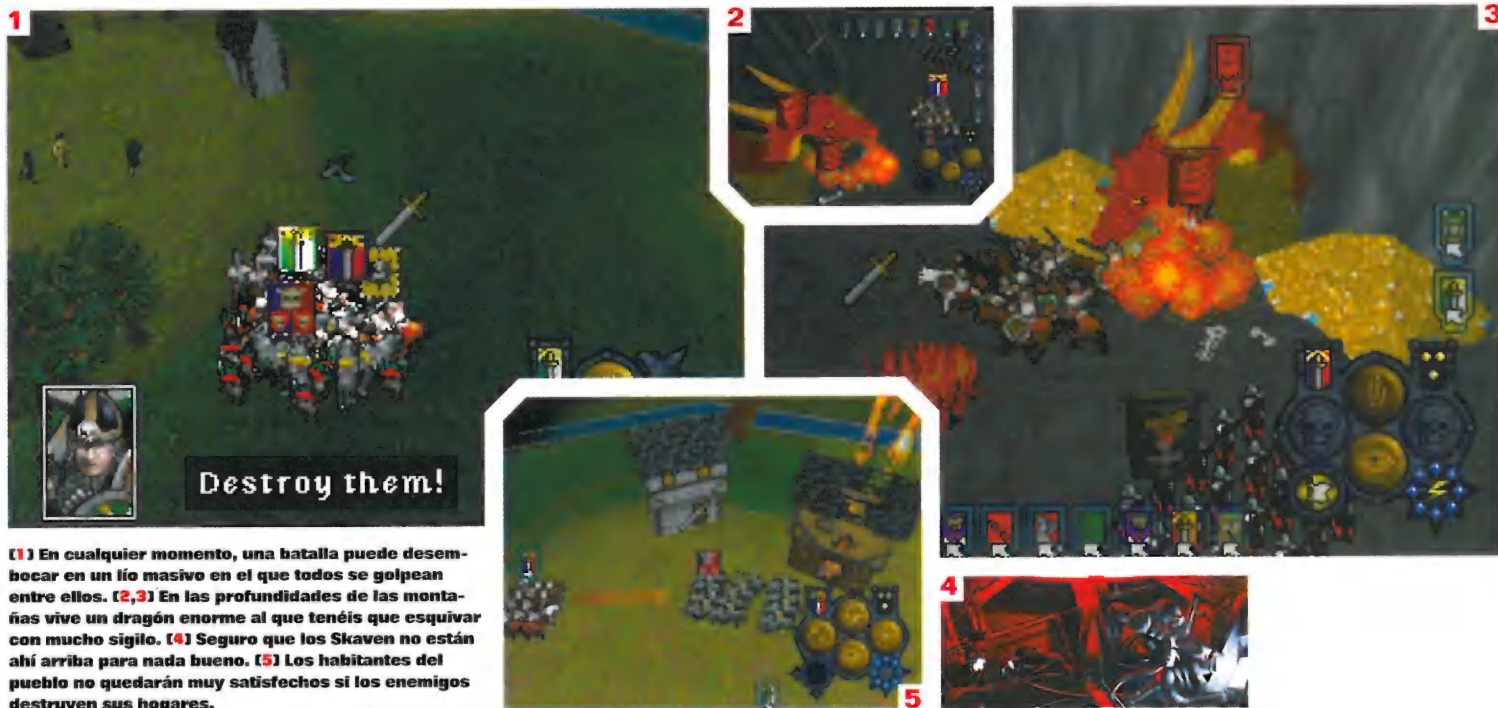 1
2
3
Destroy them!
[1] En cualquier momento, una batalla puede desem-
bocar en un lío masivo en el que todos se golpean
entre ellos. [2,3] En las profundidades de las monta-
ñas vive un dragón enorme al que tenéis que esquivar
con mucho sigilo. [4] Seguro que los Skaven no están
ahí arriba para nada bueno. [5] Los habitantes del
pueblo no quedarán muy satisfechos si los enemigos
destruyen sus hogares.
4
5